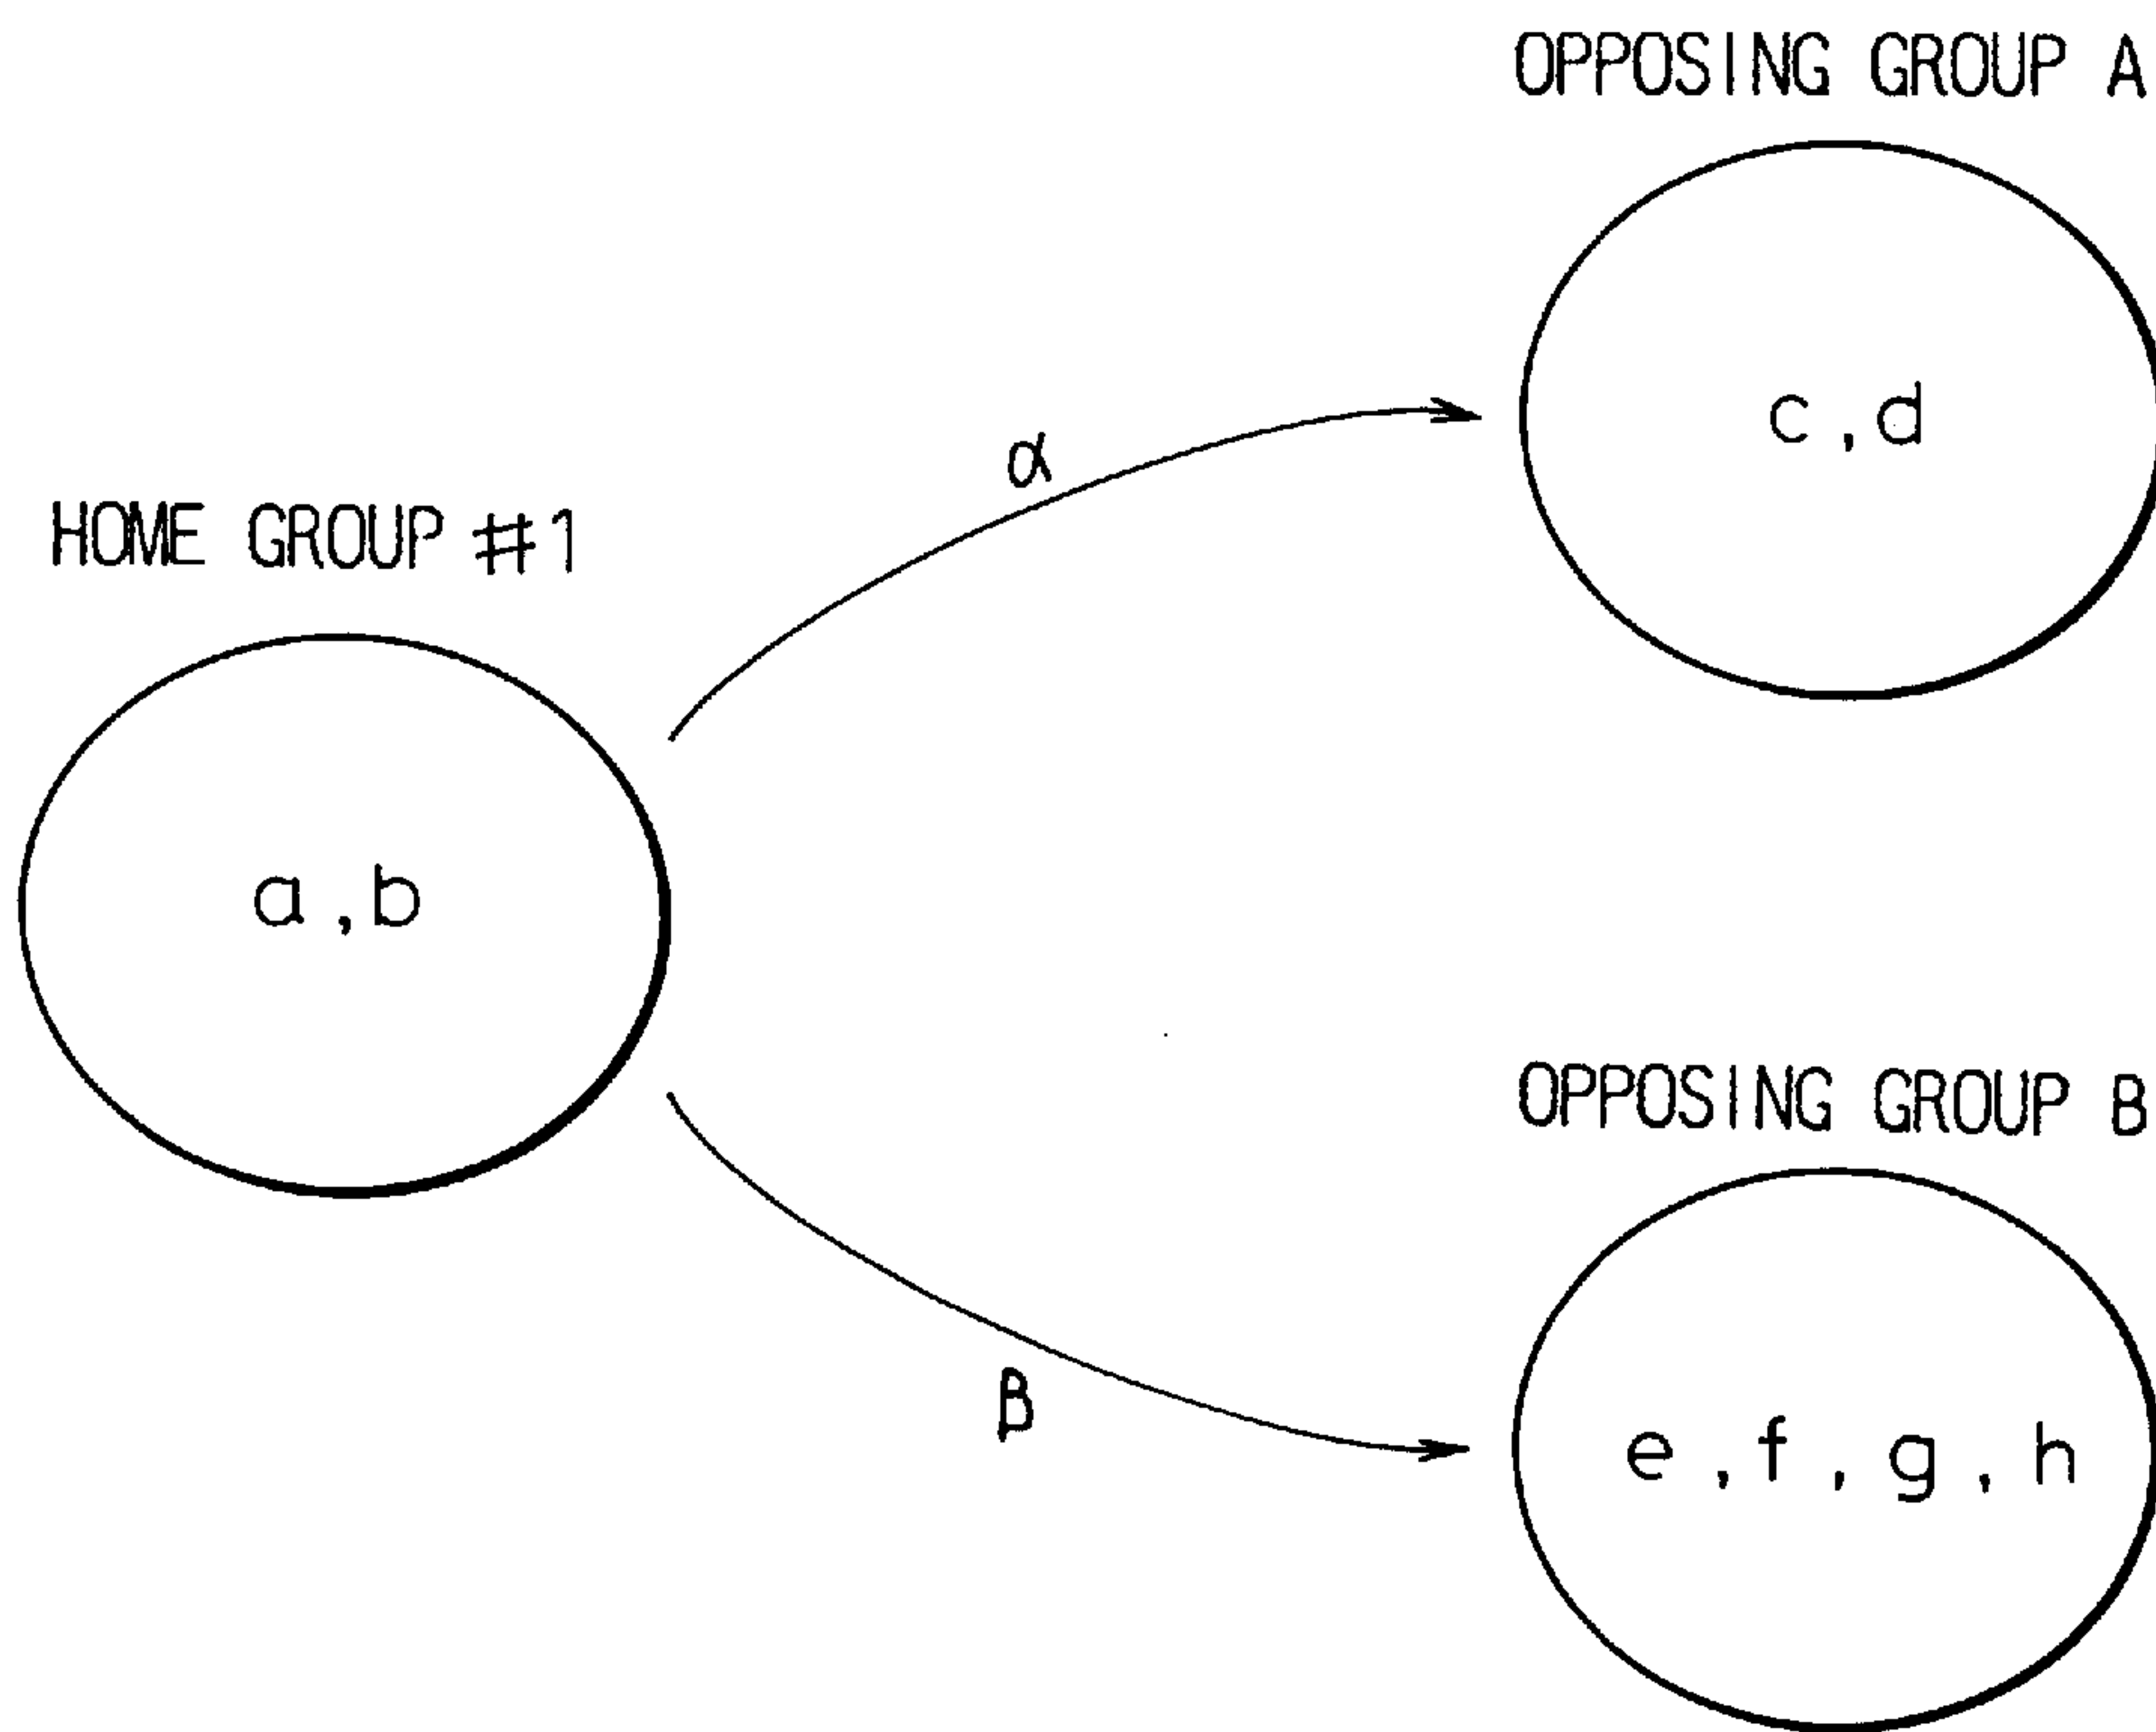 OPPOSING GROUP A
c,d
α
HOME GROUP #1
a,b
OPPOSING GROUP B
β
e,f,g,h